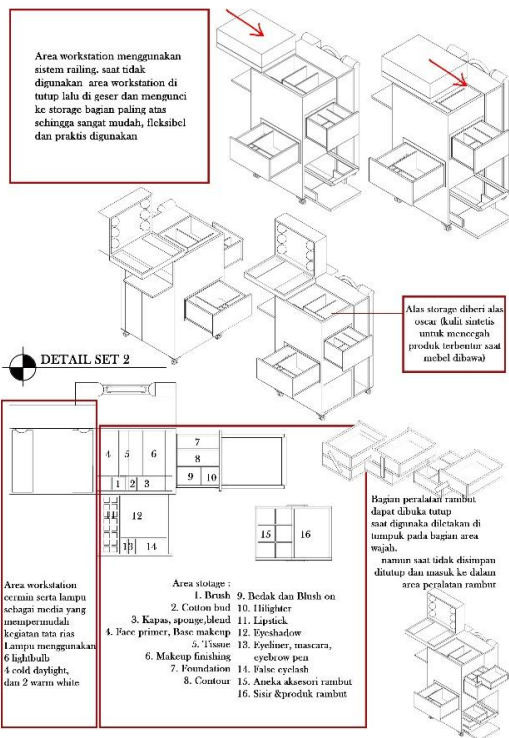 Area workstation menggunakan
sistem railing. saat tidak
digunakan area workstation di
tutup lalu di geser dan mengunci
ke storage bagian paling atas
sehingga sangat mudah, fleksibel
dan praktis digunakan
Alas storage diberi alas
oscar (kulit sintetis
untuk mencegah
produk terbentur saat
mebel dibawa)
DETAIL SET 2
4 5 6
1 2 3
7
8
9 10
11 12
13 14
15 16
Bagian peralatan rambut
dapat dibuka tutup
saat digunaka diletakan di
tumpuk pada bagian area
wajah.
namun saat tidak disimpan
ditutup dan masuk ke dalam
area peralatan rambut
Area workstation
cermin serta lampu
sebagai media yang
mempermudah
kegiatan tata rias
Lampu menggunakan
6 lightbulb
4 cold daylight,
dan 2 warm white
Area stotage :
1. Brush
2. Cotton bud
3. Kapas, sponge,blend
4. Face primer, Base makeup
5. Tissue
6. Makeup finishing
7. Foundation
8. Contour
9. Bedak dan Blush on
10. Hilighter
11. Lipstick
12. Eyeshadow
13. Eyeliner, mascara,
eyebrow pen
14. False eyelash
15. Aneka aksesori rambut
16. Sisir &produk rambut